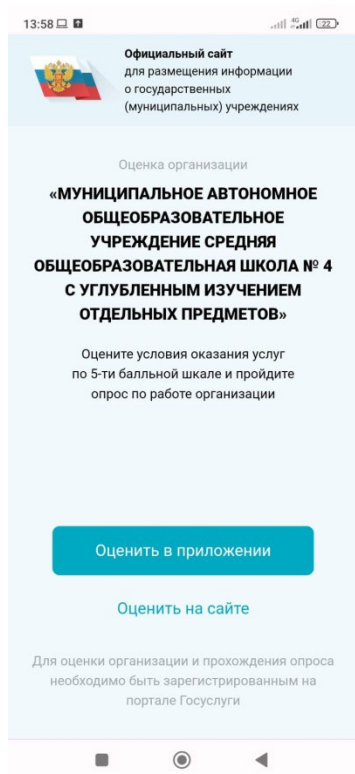 13:58
4G
22
Официальный сайт
для размещения информации
о государственных
(муниципальных) учреждениях
Оценка организации
«МУНИЦИПАЛЬНОЕ АВТОНОМНОЕ
ОБЩЕОБРАЗОВАТЕЛЬНОЕ
УЧРЕЖДЕНИЕ СРЕДНЯЯ
ОБЩЕОБРАЗОВАТЕЛЬНАЯ ШКОЛА № 4
С УГЛУБЛЕННЫМ ИЗУЧЕНИЕМ
ОТДЕЛЬНЫХ ПРЕДМЕТОВ»
Оцените условия оказания услуг
по 5-ти балльной шкале и пройдите
опрос по работе организации
Оценить в приложении
Оценить на сайте
Для оценки организации и прохождения опроса
необходимо быть зарегистрированным на
портале Госуслуги